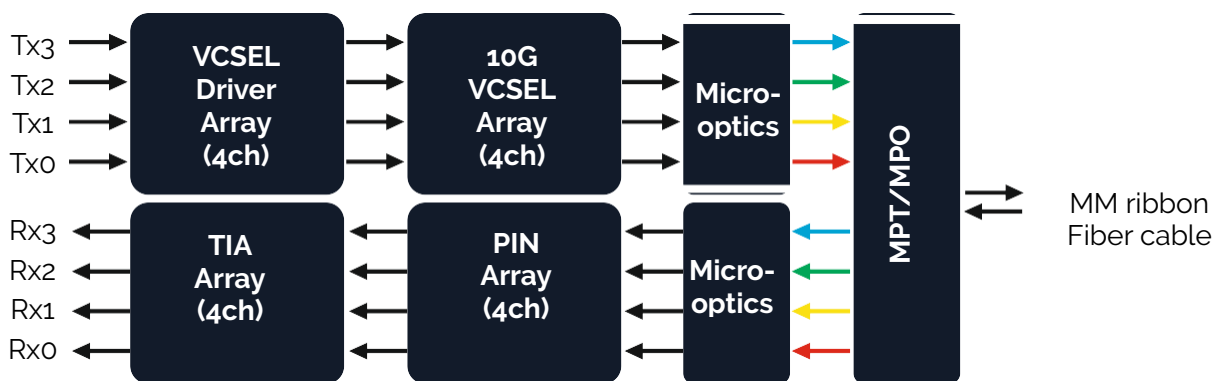 Tx3
Tx2
Tx1
Tx0
VCSEL
Driver
Array
(4ch)
10G
VCSEL
Array
(4ch)
Micro-
optics
MPT/MPO
MM ribbon
Fiber cable
Rx3
Rx2
Rx1
Rx0
TIA
Array
(4ch)
PIN
Array
(4ch)
Micro-
optics